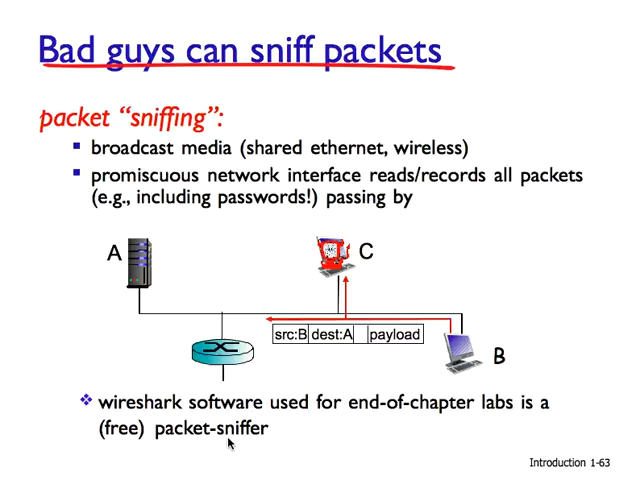 Bad guys can sniff packets
packet “sniffing”:
broadcast media (shared ethernet, wireless)
promiscuous network interface reads/records all packets
(e.g., including passwords!) passing by
A
C
src:B dest:A payload
B
wireshark software used for end-of-chapter labs is a
(free) packet-sniffer
Introduction 1-63